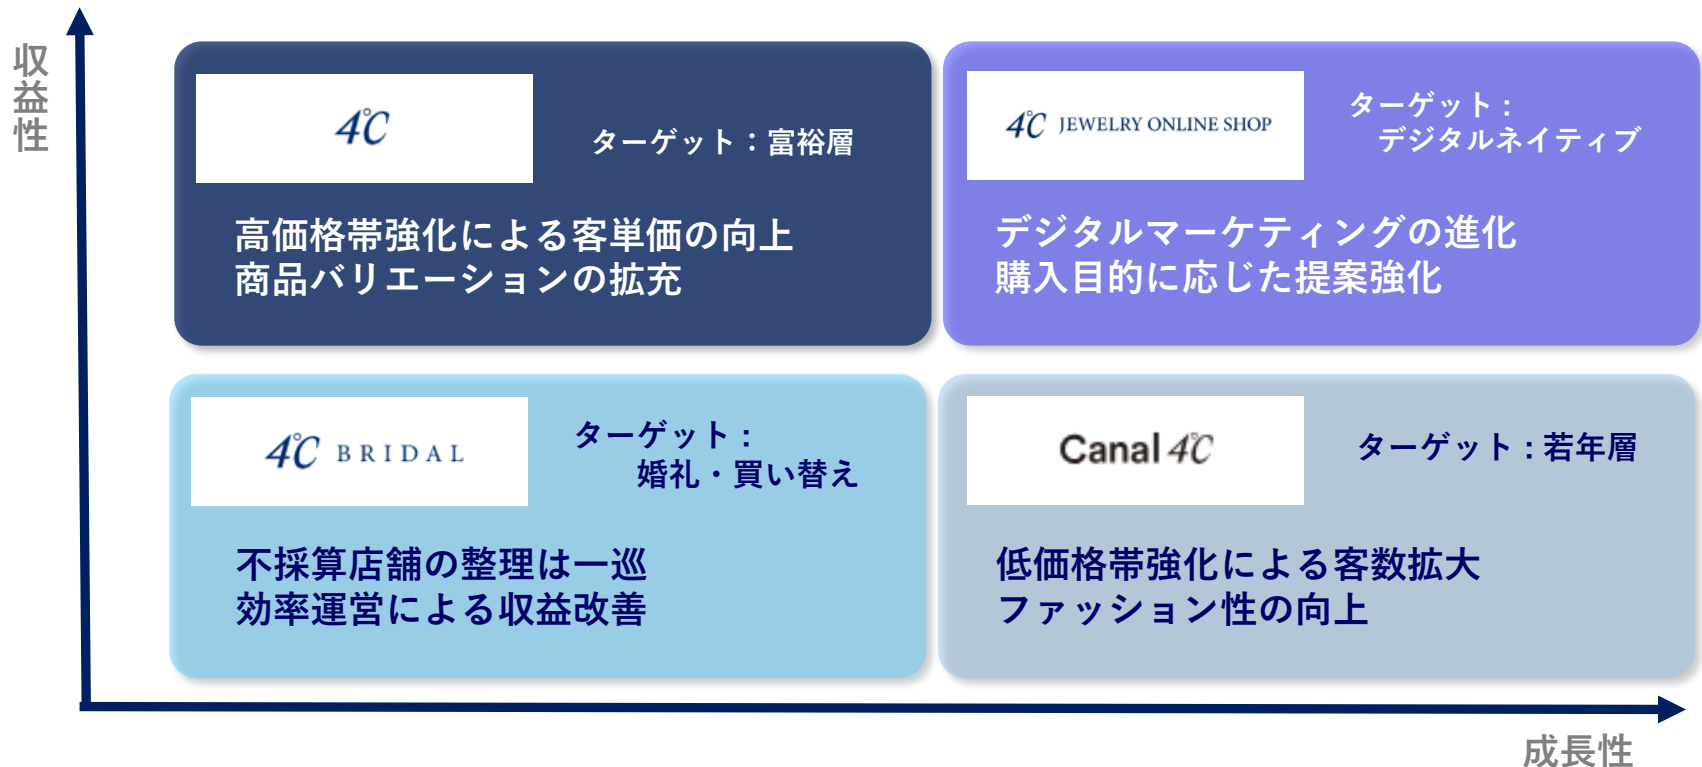 収益性
4℃
ターゲット：富裕層
高価格帯強化による客単価の向上
商品バリエーションの拡充
4℃ JEWELRY ONLINE SHOP
ターゲット：
デジタルネイティブ
デジタルマーケティングの進化
購入目的に応じた提案強化
4℃ BRIDAL
ターゲット：
婚礼・買い替え
不採算店舗の整理は一巡
効率運営による収益改善
Canal 4℃
ターゲット：若年層
低価格帯強化による客数拡大
ファッション性の向上
成長性